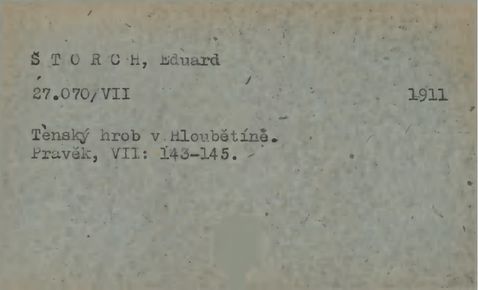 Š T O R C H, Eduard
27.070/VII 1911
Těnský hrob v Hloubětíně.
Pravěk, VII: 143-145.